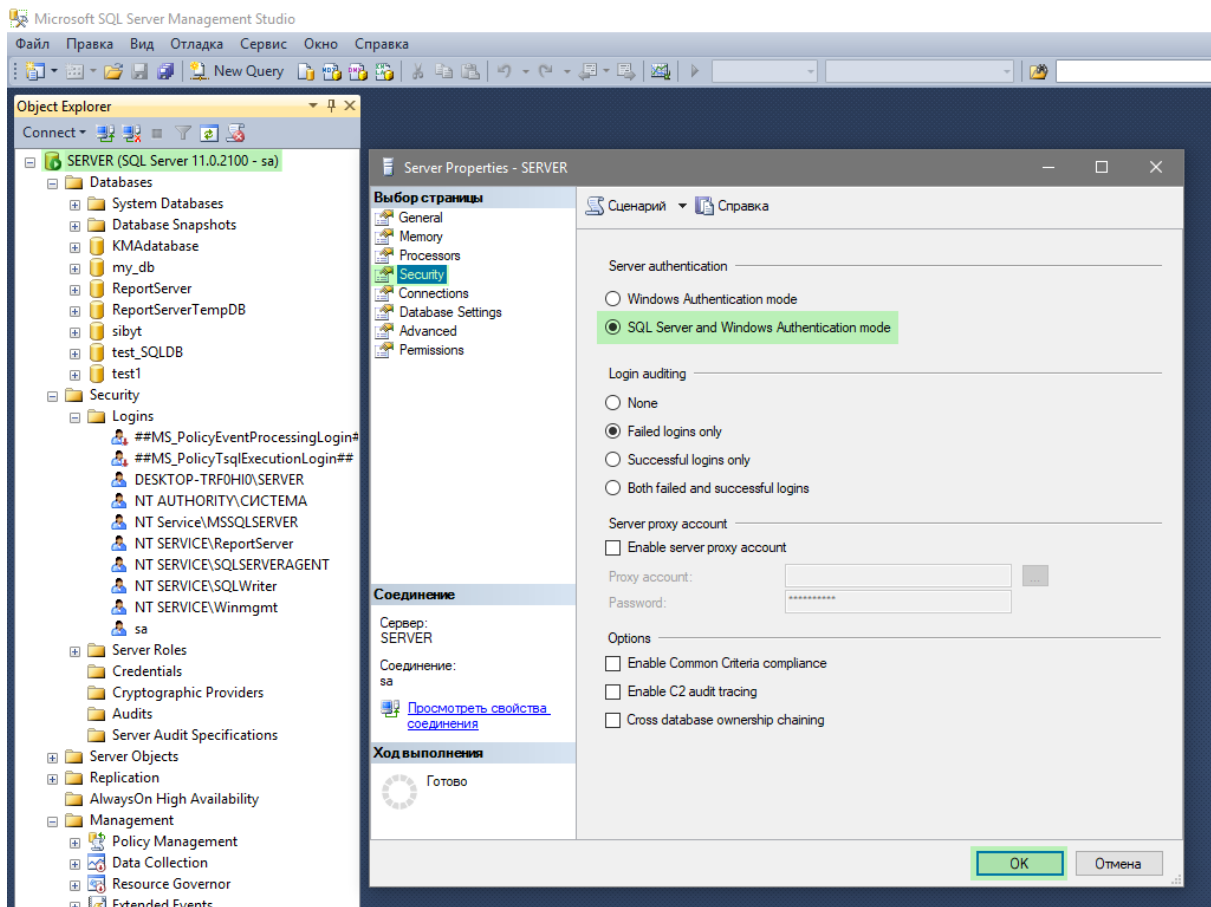 Microsoft SQL Server Management Studio
Файл Правка Вид Отладка Сервис Окно Справка
New Query
Object Explorer
Connect
SERVER (SQL Server 11.0.2100 - sa)
Databases
System Databases
Database Snapshots
KMAdatabase
my_db
ReportServer
ReportServerTempDB
sibyt
test_SQLDB
test1
Security
Logins
##MS_PolicyEventProcessingLogin#
##MS_PolicyTsqlExecutionLogin##
DESKTOP-TRF0HI0\SERVER
NT AUTHORITY\СИСТЕМА
NT Service\MSSQLSERVER
NT SERVICE\ReportServer
NT SERVICE\SQLSERVERAGENT
NT SERVICE\SQLWriter
NT SERVICE\Winmgmt
sa
Server Roles
Credentials
Cryptographic Providers
Audits
Server Audit Specifications
Server Objects
Replication
AlwaysOn High Availability
Management
Policy Management
Data Collection
Resource Governor
Extended Events
Server Properties - SERVER
Выбор страницы
General
Memory
Processors
Security
Connections
Database Settings
Advanced
Permissions
Соединение
Сервер:
SERVER
Соединение:
sa
Просмотреть свойства
соединения
Ход выполнения
Готово
Сценарий Справка
Server authentication
Windows Authentication mode
SQL Server and Windows Authentication mode
Login auditing
None
Failed logins only
Successful logins only
Both failed and successful logins
Server proxy account
Enable server proxy account
Proxy account:
...
Password:
**********
Options
Enable Common Criteria compliance
Enable C2 audit tracing
Cross database ownership chaining
OK Отмена